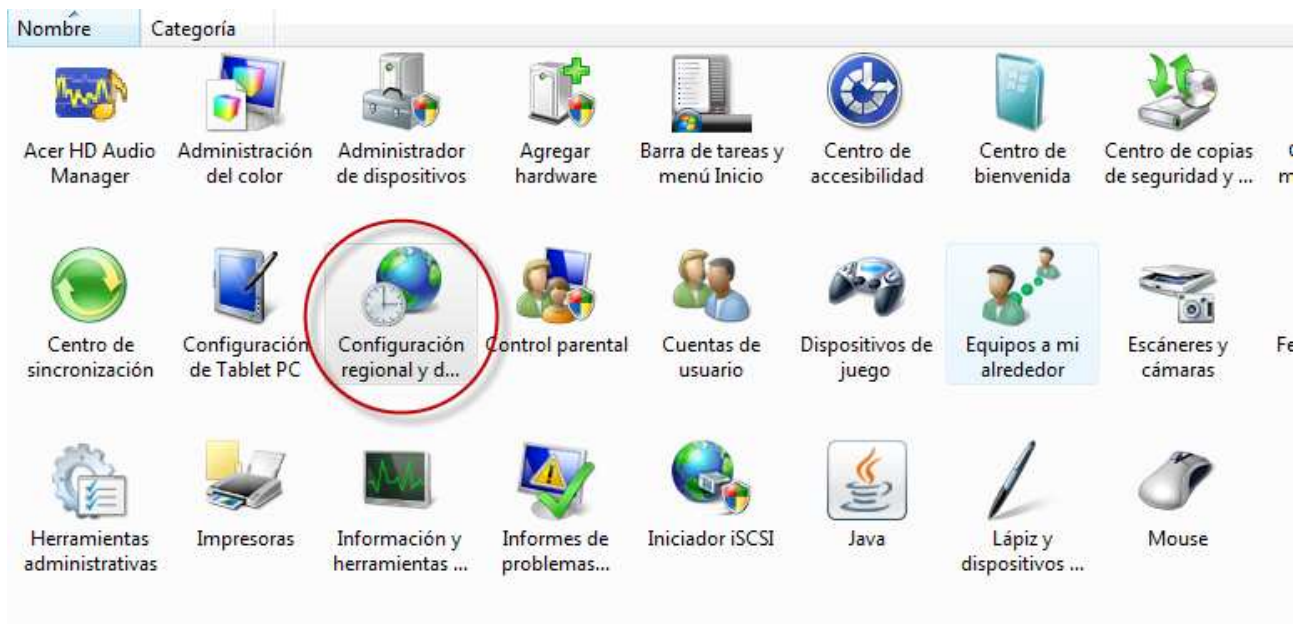 Nombre Categoría
Acer HD Audio Administración Administrador Agregar Barra de tareas y Centro de Centro de Centro de copias
Manager del color de dispositivos hardware menú Inicio accesibilidad bienvenida de seguridad y ...
Centro de Configuración Configuración Control parental Cuentas de Dispositivos de Equipos a mi Escáneres y Fe
sincronización de Tablet PC regional y d... usuario juego alrededor cámaras
Herramientas Impresoras Información y Informes de Iniciador iSCSI Java Lápiz y Mouse
administrativas herramientas ... problemas... dispositivos ...